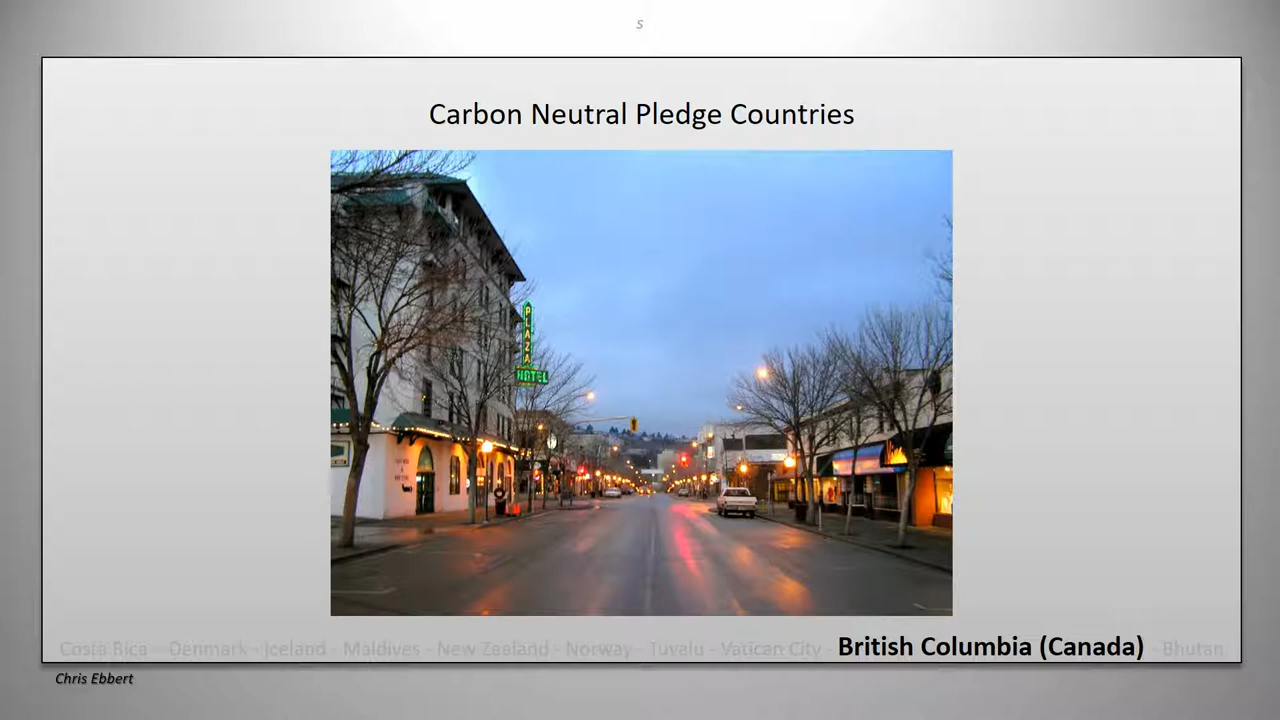 s
Carbon Neutral Pledge Countries
PLAZA
HOTEL
Costa Rica - Denmark - Iceland - Maldives - New Zealand - Norway - Tuvalu - Vatican City - British Columbia (Canada) - Bhutan
Chris Ebbert